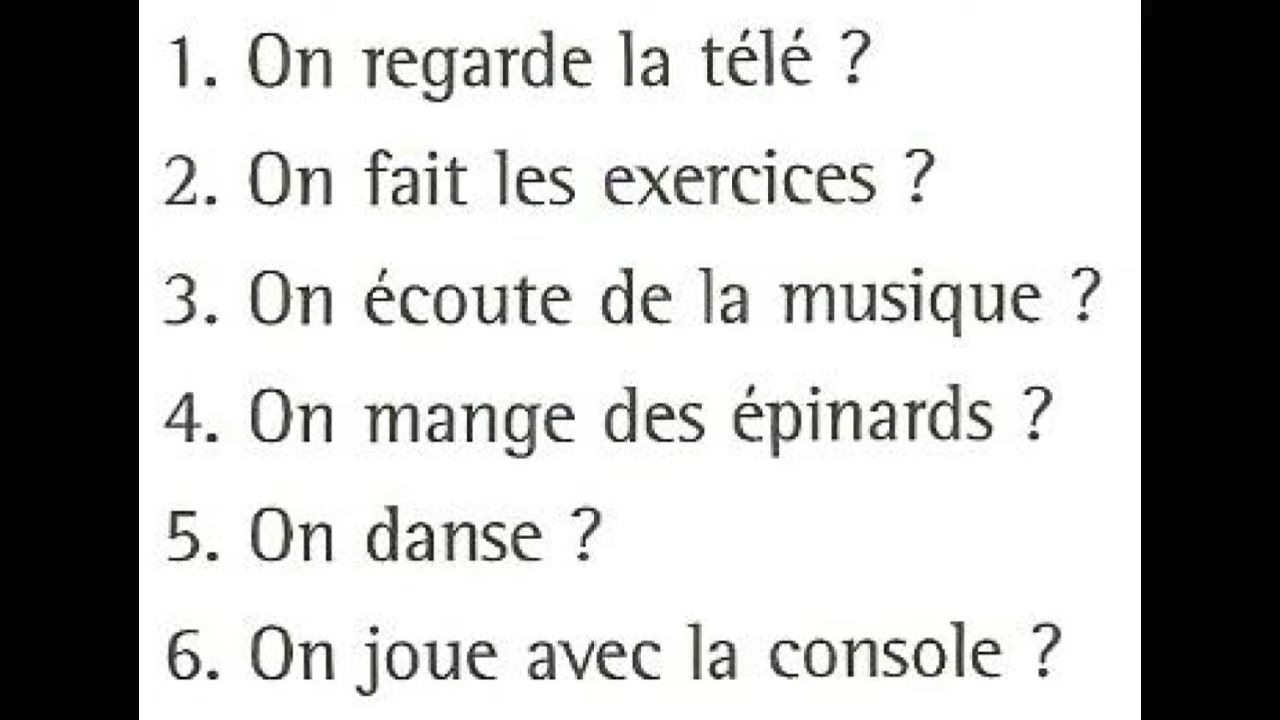 1. On regarde la télé ?
2. On fait les exercices ?
3. On écoute de la musique ?
4. On mange des épinards ?
5. On danse ?
6. On joue avec la console ?